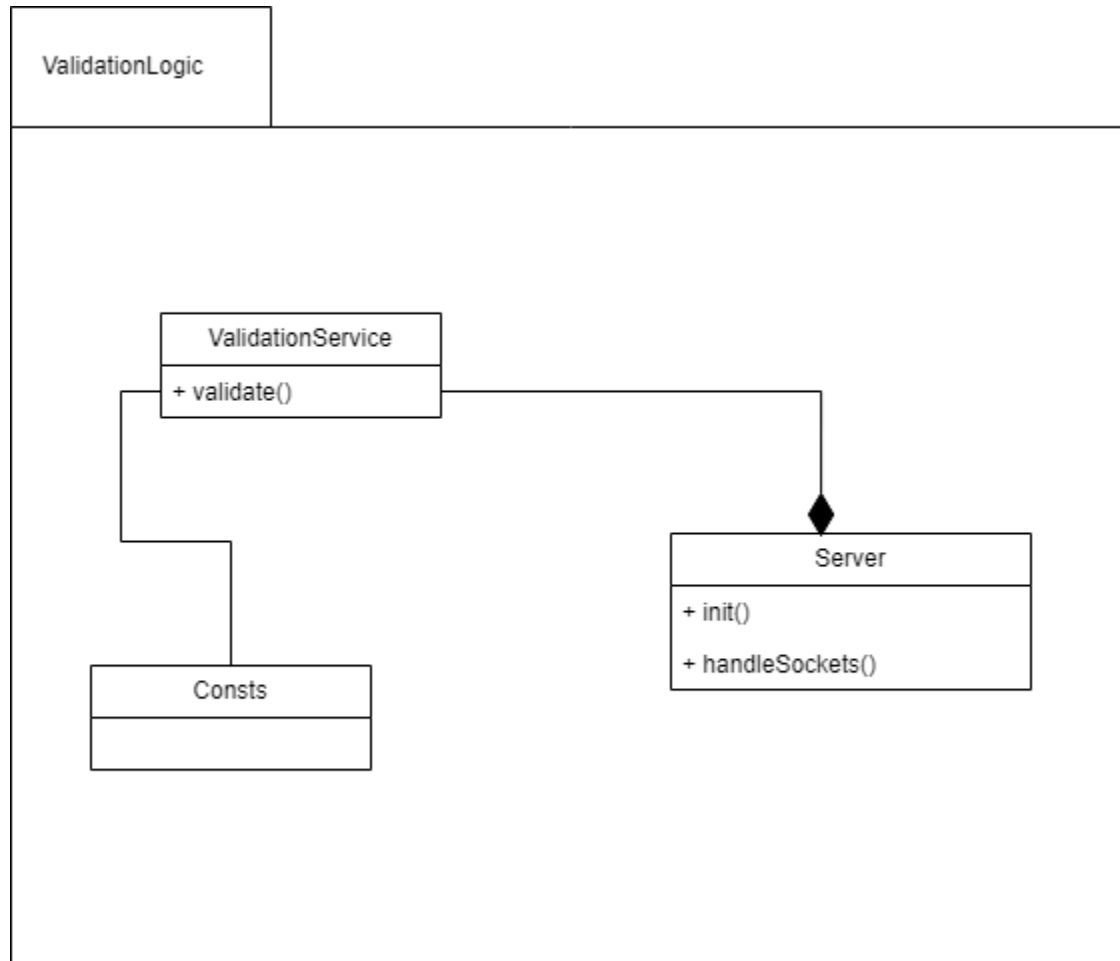 ValidationLogic
ValidationService
+ validate()
Server
+ init()
+ handleSockets()
Consts